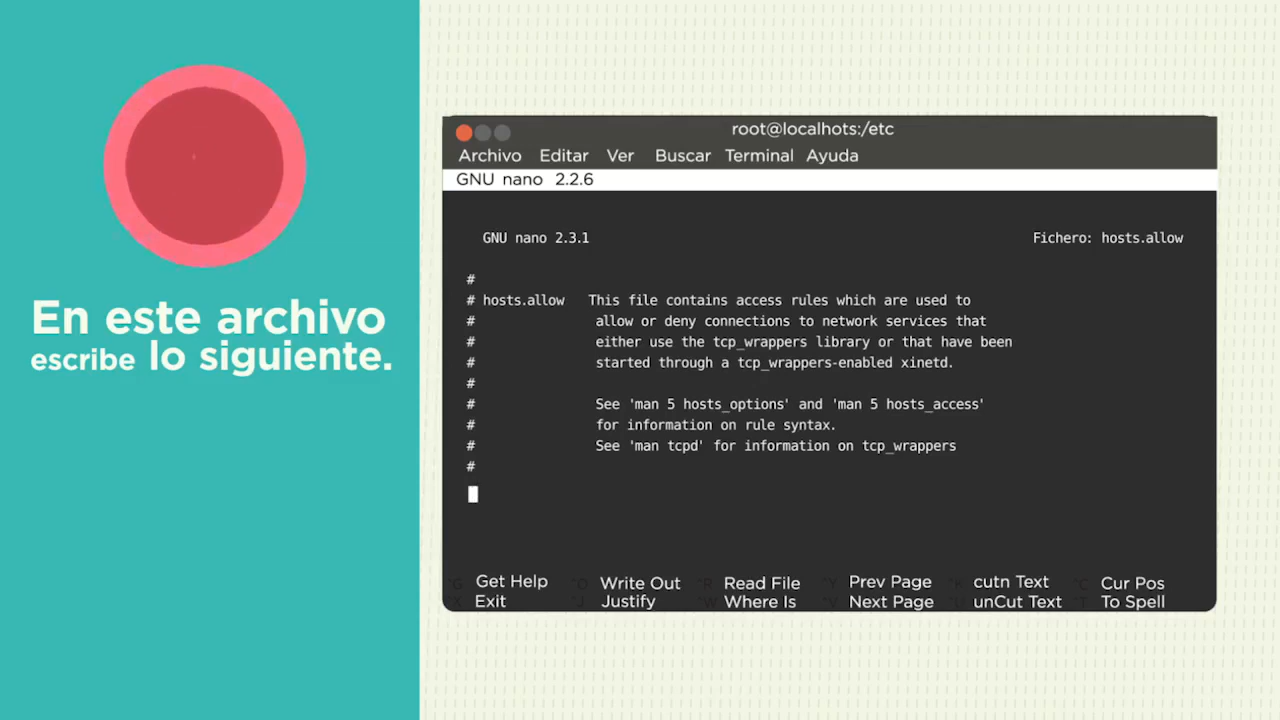 En este archivo
escribe lo siguiente.
root@localhots:/etc
Archivo Editar Ver Buscar Terminal Ayuda
GNU nano 2.2.6
GNU nano 2.3.1 Fichero: hosts.allow
#
# hosts.allow This file contains access rules which are used to
# allow or deny connections to network services that
# either use the tcp_wrappers library or that have been
# started through a tcp_wrappers-enabled xinetd.
#
# See 'man 5 hosts_options' and 'man 5 hosts_access'
# for information on rule syntax.
# See 'man tcpd' for information on tcp_wrappers
#
^G Get Help ^O Write Out ^R Read File ^Y Prev Page ^K cutn Text ^C Cur Pos
^X Exit ^J Justify ^W Where Is ^V Next Page ^U unCut Text ^T To Spell